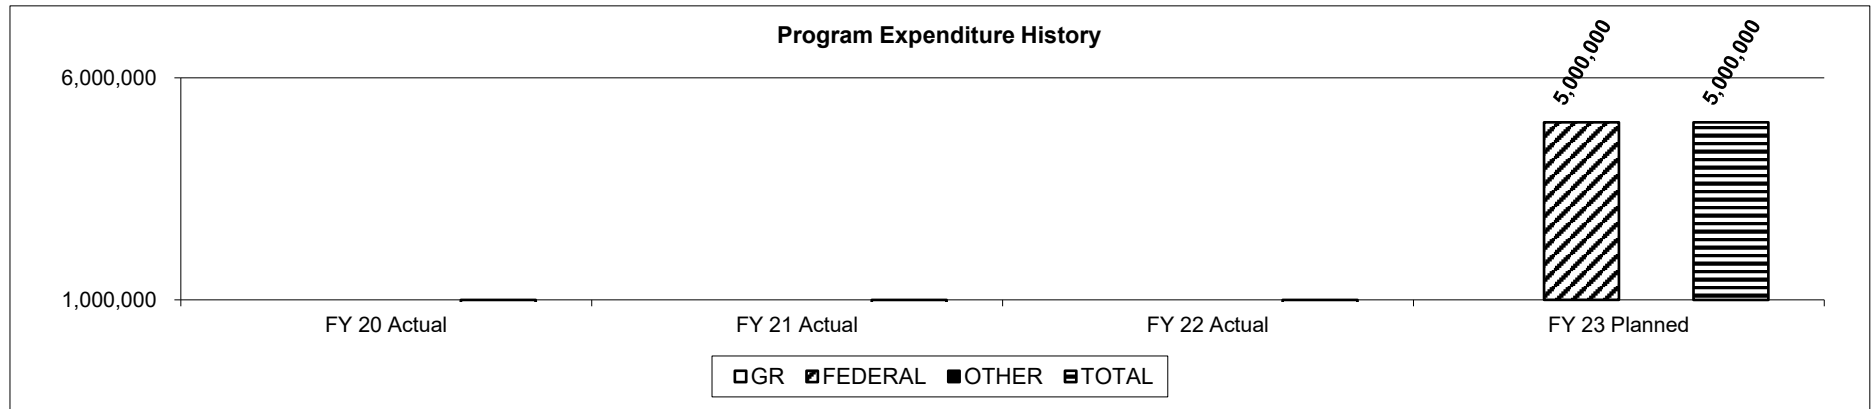 Program Expenditure History
5,000,000
5,000,000
6,000,000
1,000,000
FY 20 Actual
FY 21 Actual
FY 22 Actual
FY 23 Planned
GR FEDERAL OTHER TOTAL